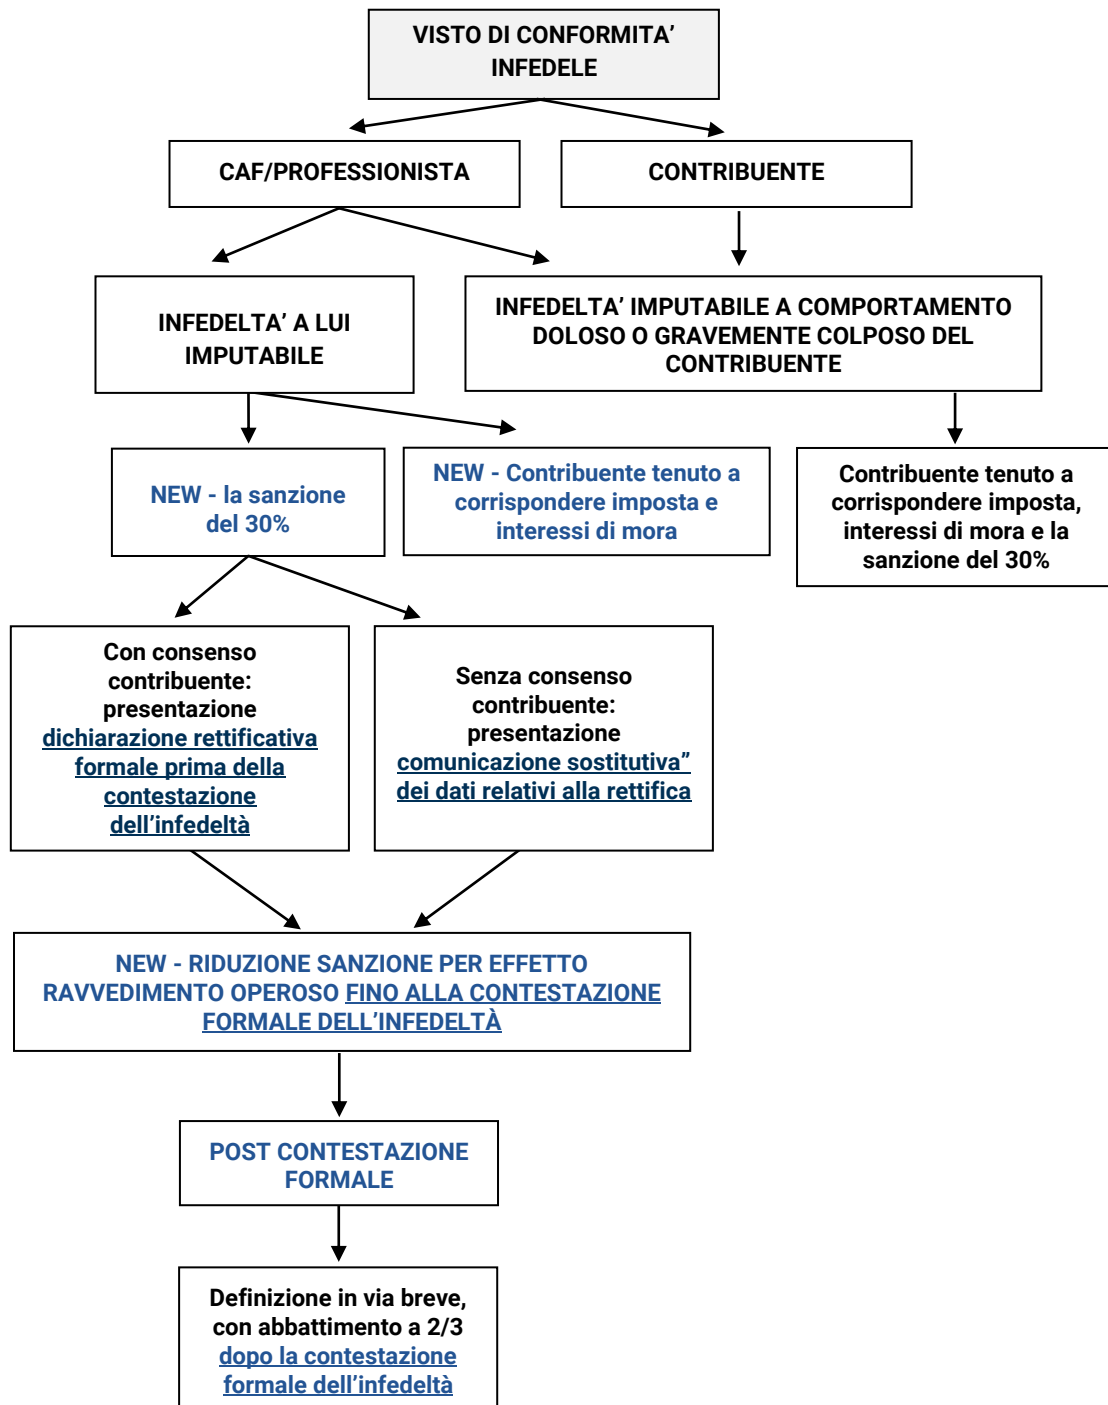 VISTO DI CONFORMITA’
INFEDELE
CAF/PROFESSIONISTA
CONTRIBUENTE
INFEDELTA’ A LUI
IMPUTABILE
INFEDELTA’ IMPUTABILE A COMPORTAMENTO
DOLOSO O GRAVEMENTE COLPOSO DEL
CONTRIBUENTE
NEW - la sanzione
del 30%
NEW - Contribuente tenuto a
corrispondere imposta e
interessi di mora
Contribuente tenuto a
corrispondere imposta,
interessi di mora e la
sanzione del 30%
Con consenso
contribuente:
presentazione
dichiarazione rettificativa
formale prima della
contestazione
dell’infedeltà
Senza consenso
contribuente:
presentazione
comunicazione sostitutiva”
dei dati relativi alla rettifica
NEW - RIDUZIONE SANZIONE PER EFFETTO
RAVVEDIMENTO OPEROSO FINO ALLA CONTESTAZIONE
FORMALE DELL’INFEDELTÀ
POST CONTESTAZIONE
FORMALE
Definizione in via breve,
con abbattimento a 2/3
dopo la contestazione
formale dell’infedeltà